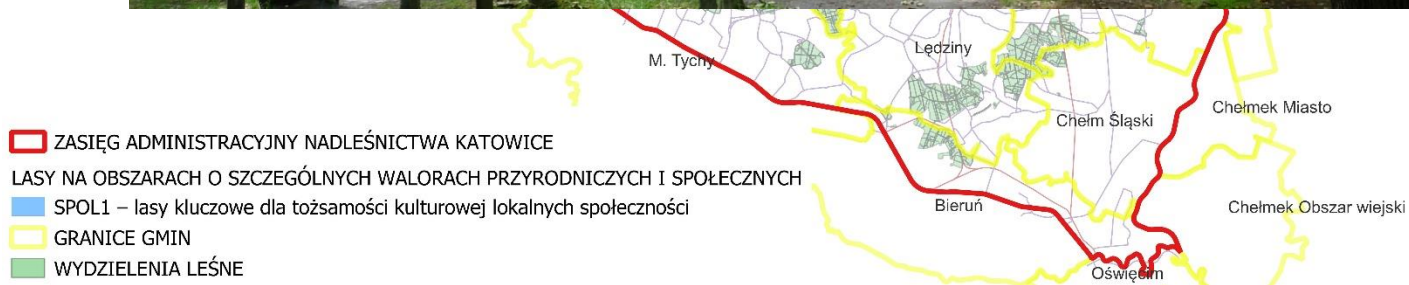 Lędziny
M. Tychy
Chełmek Miasto
Chełm Śląski
ZASIĘG ADMINISTRACYJNY NADLEŚNICTWA KATOWICE
LASY NA OBSZARACH O SZCZEGÓLNYCH WALORACH PRZYRODNICZYCH I SPOŁECZNYCH
SPOL1 – lasy kluczowe dla tożsamości kulturowej lokalnych społeczności
Bieruń
Chełmek Obszar wiejski
GRANICE GMIN
WYDZIELENIA LEŚNE
Oświęcim